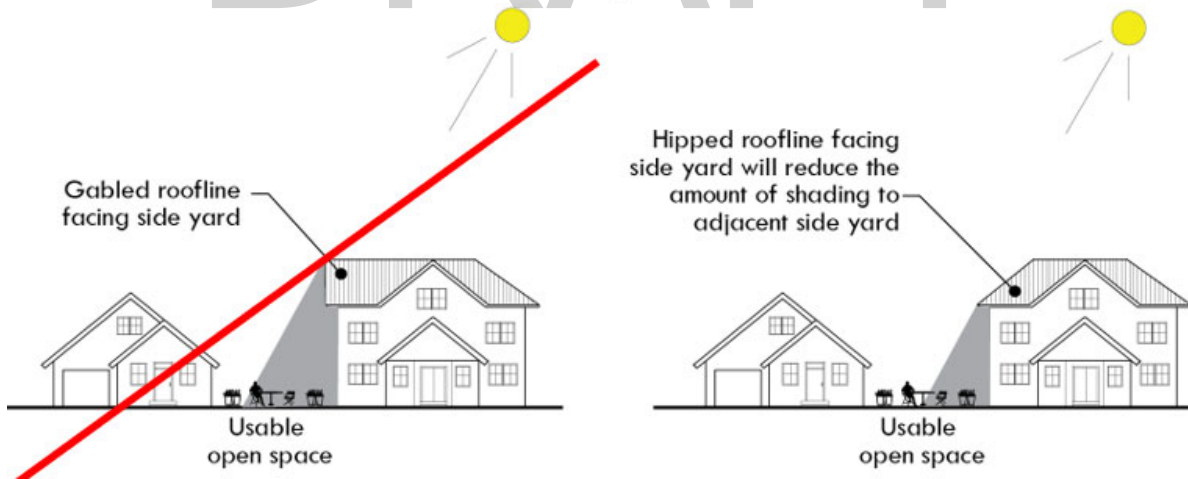 Gabled roofline
facing side yard
Usable
open space
Hipped roofline facing
side yard will reduce the
amount of shading to
adjacent side yard
Usable
open space